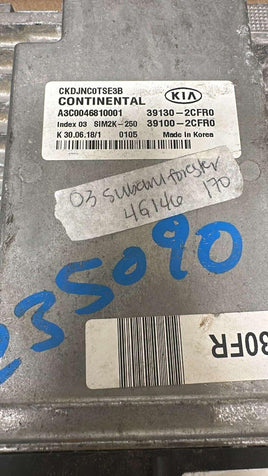 CKDJNC0TSE3B
CONTINENTAL KIA
A3C0046810001 39130-2CFR0
Index 03 SIM2K-250 39100-2CFR0
K 30.06.18/1 0105 Made in Korea
03 Subaru forester
4G146 170
235090
30FR